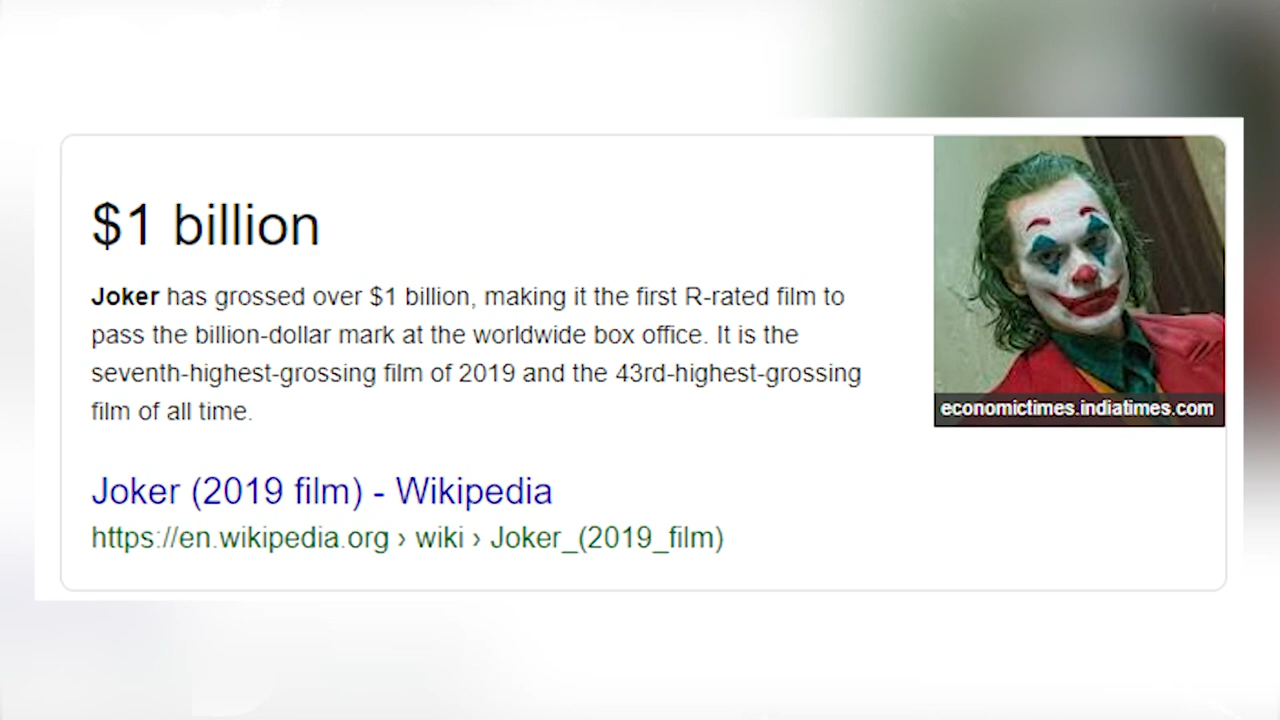 $1 billion
Joker has grossed over $1 billion, making it the first R-rated film to
pass the billion-dollar mark at the worldwide box office. It is the
seventh-highest-grossing film of 2019 and the 43rd-highest-grossing
film of all time.
economictimes.indiatimes.com
Joker (2019 film) - Wikipedia
https://en.wikipedia.org › wiki › Joker_(2019_film)